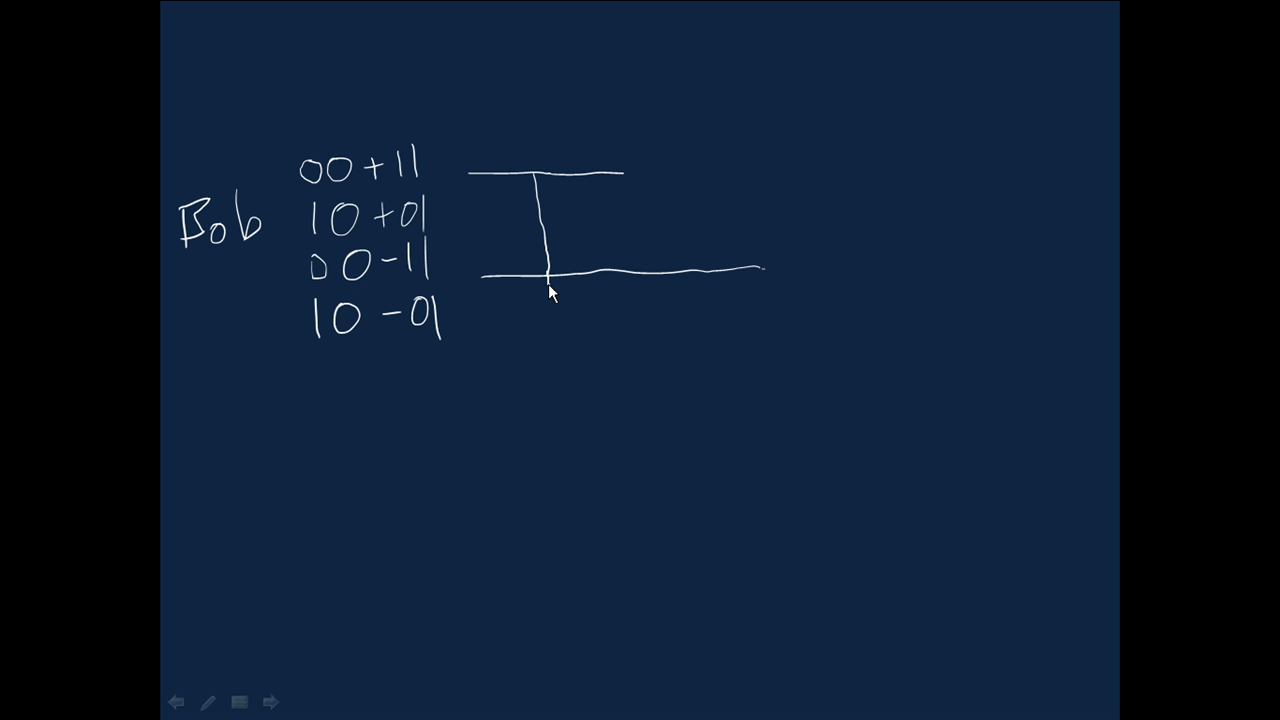 00 + 11
Bob
10 + 01
00 - 11
10 - 01